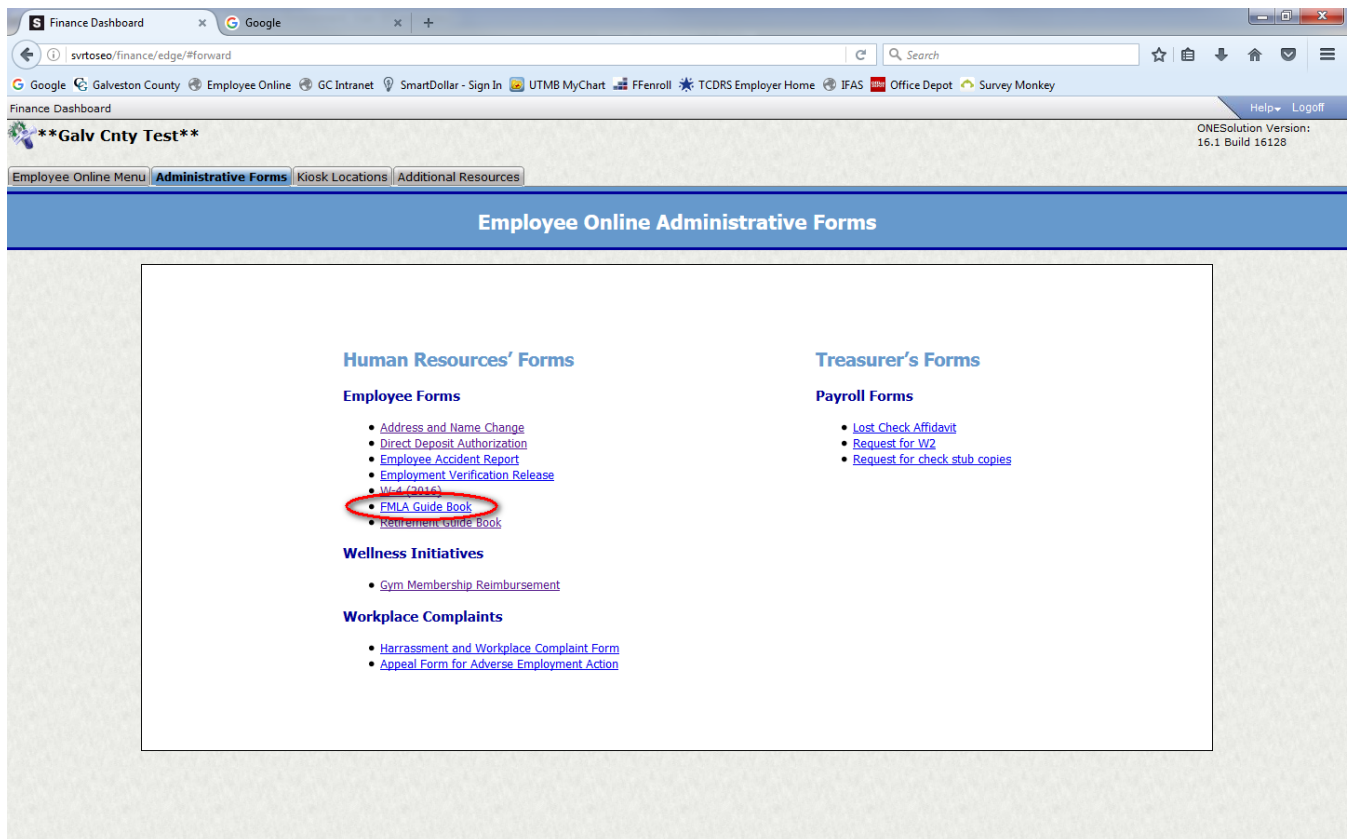 Finance Dashboard
Google
svrtoseo/finance/edge/#forward
Search
Google Galveston County Employee Online GC Intranet SmartDollar - Sign In UTMB MyChart FFenroll TCDRS Employer Home IFAS Office Depot Survey Monkey
Finance Dashboard
Help Logoff
**Galv Cnty Test**
ONESolution Version:
16.1 Build 16128
Employee Online Menu Administrative Forms Kiosk Locations Additional Resources
Employee Online Administrative Forms
Human Resources' Forms
Employee Forms
Address and Name Change
Direct Deposit Authorization
Employee Accident Report
Employment Verification Release
W-4 (2016)
FMLA Guide Book
Retirement Guide Book
Wellness Initiatives
Gym Membership Reimbursement
Workplace Complaints
Harrassment and Workplace Complaint Form
Appeal Form for Adverse Employment Action
Treasurer's Forms
Payroll Forms
Lost Check Affidavit
Request for W2
Request for check stub copies